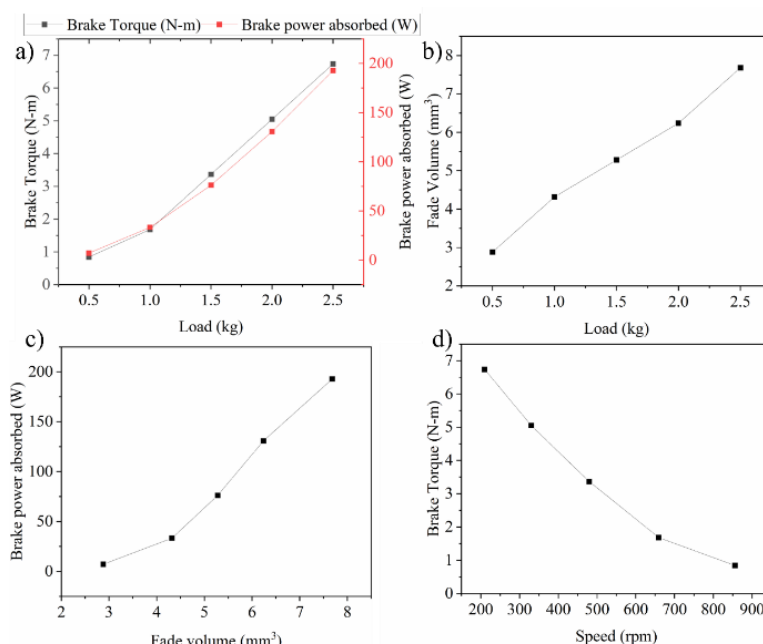 Brake Torque (N-m) Brake power absorbed (W)
a)
7
6
5
4
3
2
1
0
Brake Torque (N-m)
200
150
100
50
0
Brake power absorbed (W)
0.5 1.0 1.5 2.0 2.5
Load (kg)
b)
8
7
6
5
4
3
2
Fade Volume (mm³)
0.5 1.0 1.5 2.0 2.5
Load (kg)
c)
200
150
100
50
0
Brake power absorbed (W)
2 3 4 5 6 7 8
Fade volume (mm³)
d)
7
6
5
4
3
2
1
0
Brake Torque (N-m)
200 300 400 500 600 700 800 900
Speed (rpm)